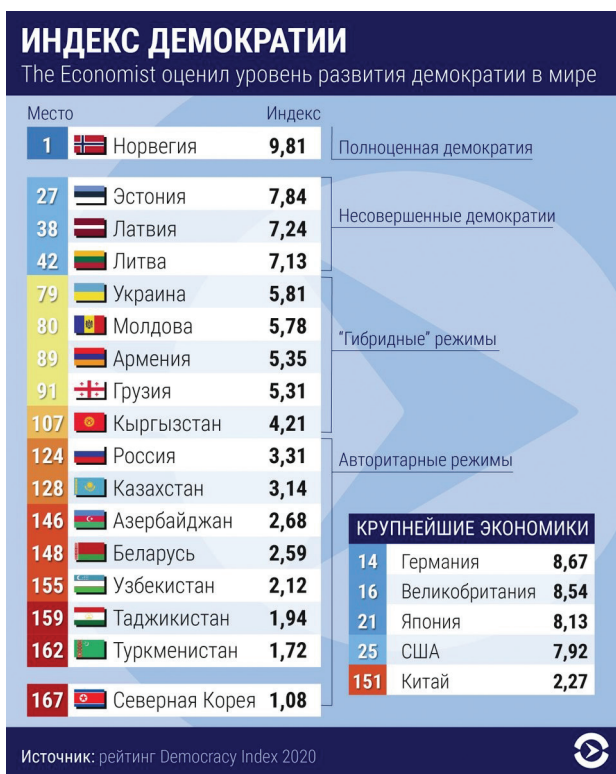 ИНДЕКС ДЕМОКРАТИИ
The Economist оценил уровень развития демократии в мире
Место Индекс
1 Норвегия 9,81 Полноценная демократия
27 Эстония 7,84
38 Латвия 7,24 Несовершенные демократии
42 Литва 7,13
79 Украина 5,81
80 Молдова 5,78
89 Армения 5,35 "Гибридные" режимы
91 Грузия 5,31
107 Кыргызстан 4,21
124 Россия 3,31 Авторитарные режимы
128 Казахстан 3,14
146 Азербайджан 2,68
148 Беларусь 2,59
155 Узбекистан 2,12
159 Таджикистан 1,94
162 Туркменистан 1,72
167 Северная Корея 1,08
КРУПНЕЙШИЕ ЭКОНОМИКИ
14 Германия 8,67
16 Великобритания 8,54
21 Япония 8,13
25 США 7,92
151 Китай 2,27
Источник: рейтинг Democracy Index 2020